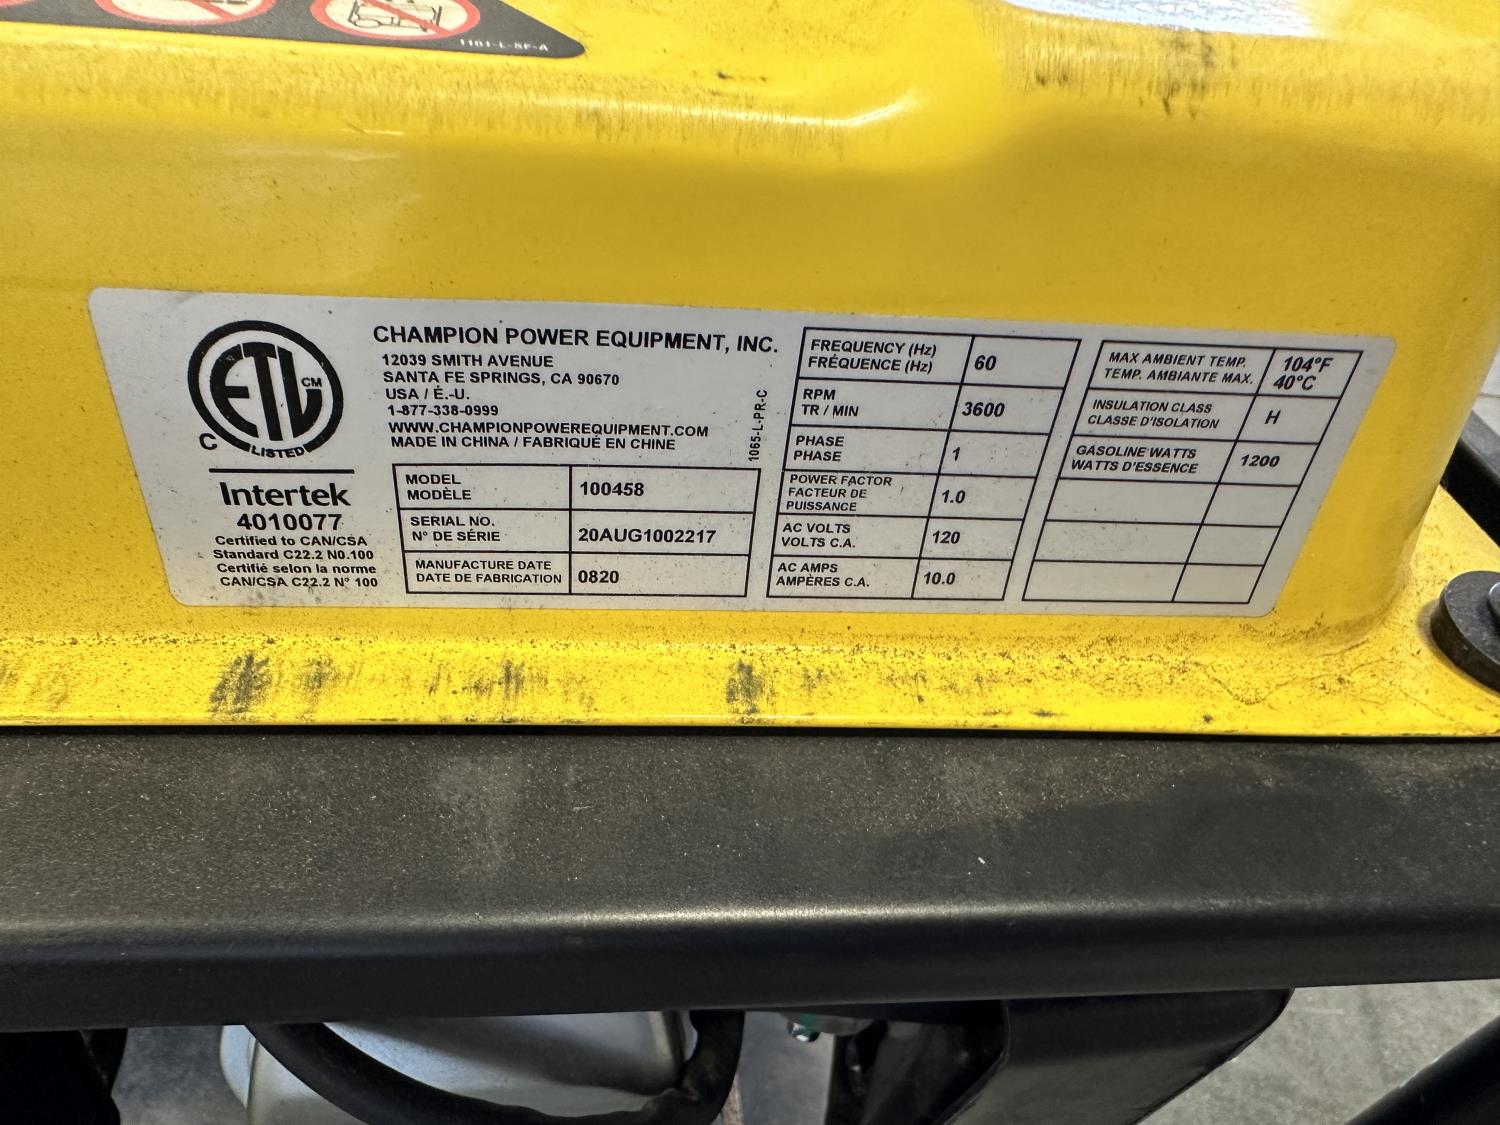 1101-L-SF-A
ETL CM
C
LISTED
Intertek
4010077
Certified to CAN/CSA
Standard C22.2 N0.100
Certifié selon la norme
CAN/CSA C22.2 N° 100
CHAMPION POWER EQUIPMENT, INC.
12039 SMITH AVENUE
SANTA FE SPRINGS, CA 90670
USA / É.-U.
1-877-338-0999
WWW.CHAMPIONPOWEREQUIPMENT.COM
MADE IN CHINA / FABRIQUÉ EN CHINE
1065-L-PR-C
MODEL
MODÈLE
100458
SERIAL NO.
N° DE SÉRIE
20AUG1002217
MANUFACTURE DATE
DATE DE FABRICATION
0820
FREQUENCY (Hz)
FRÉQUENCE (Hz)
60
RPM
TR / MIN
3600
PHASE
PHASE
1
POWER FACTOR
FACTEUR DE
PUISSANCE
1.0
AC VOLTS
VOLTS C.A.
120
AC AMPS
AMPÈRES C.A.
10.0
MAX AMBIENT TEMP.
TEMP. AMBIANTE MAX.
104°F
40°C
INSULATION CLASS
CLASSE D'ISOLATION
H
GASOLINE WATTS
WATTS D'ESSENCE
1200